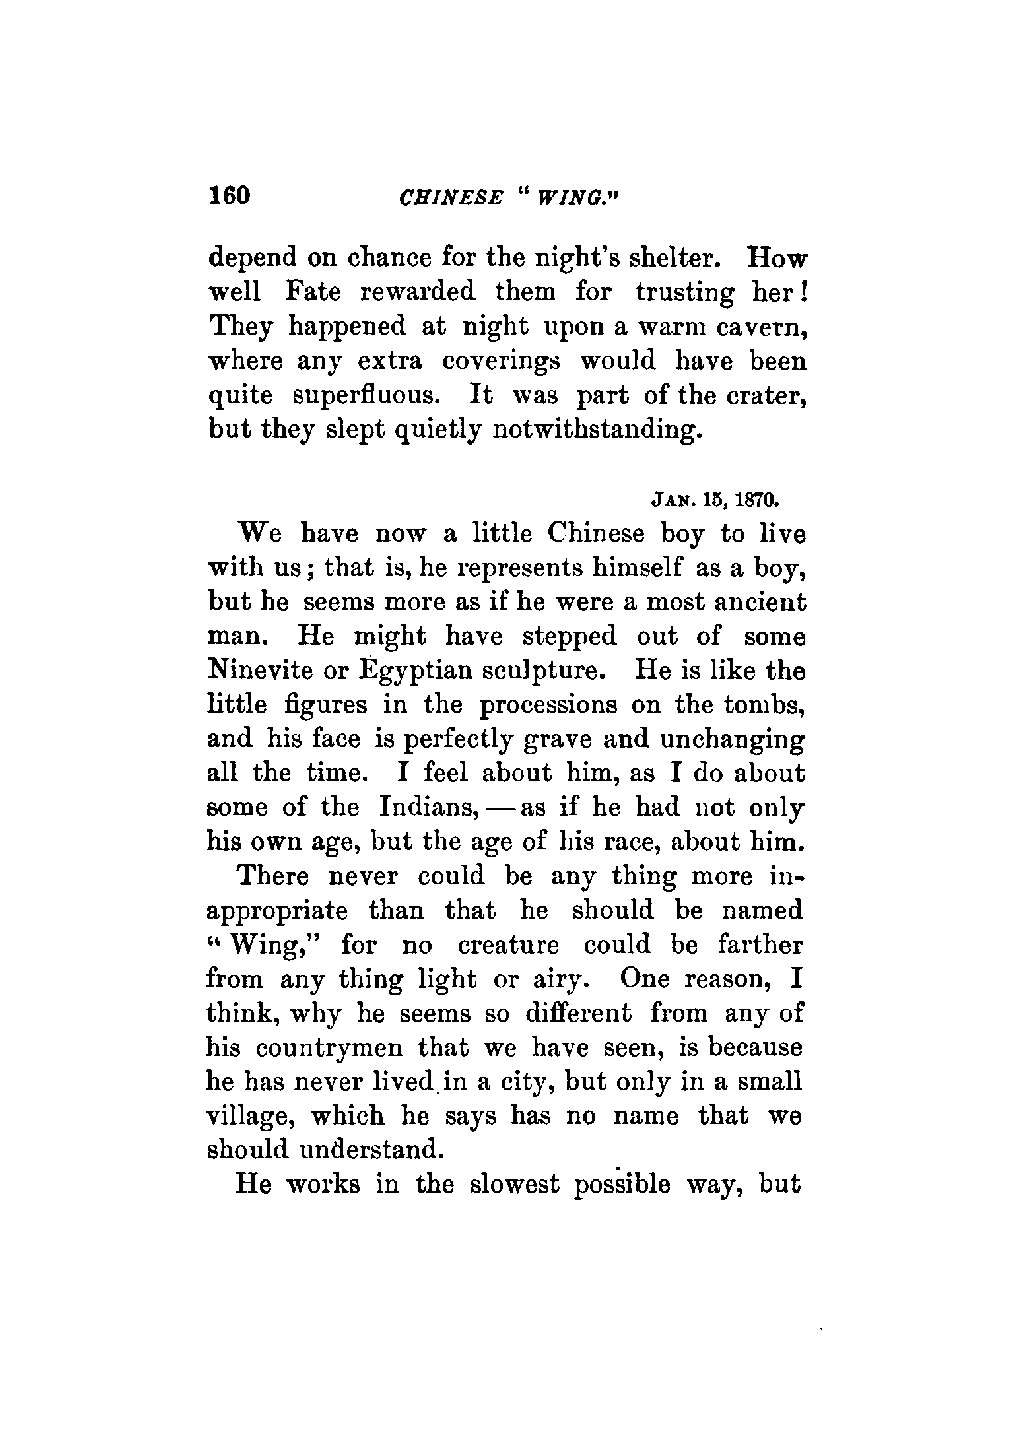 160 CHINESE "WING."
depend on chance for the night's shelter. How
well Fate rewarded them for trusting her!
They happened at night upon a warm cavern,
where any extra coverings would have been
quite superfluous. It was part of the crater,
but they slept quietly notwithstanding.
JAN. 15, 1870.
We have now a little Chinese boy to live
with us; that is, he represents himself as a boy,
but he seems more as if he were a most ancient
man. He might have stepped out of some
Ninevite or Egyptian sculpture. He is like the
little figures in the processions on the tombs,
and his face is perfectly grave and unchanging
all the time. I feel about him, as I do about
some of the Indians,—as if he had not only
his own age, but the age of his race, about him.
There never could be any thing more in-
appropriate than that he should be named
"Wing," for no creature could be farther
from any thing light or airy. One reason, I
think, why he seems so different from any of
his countrymen that we have seen, is because
he has never lived in a city, but only in a small
village, which he says has no name that we
should understand.
He works in the slowest possible way, but